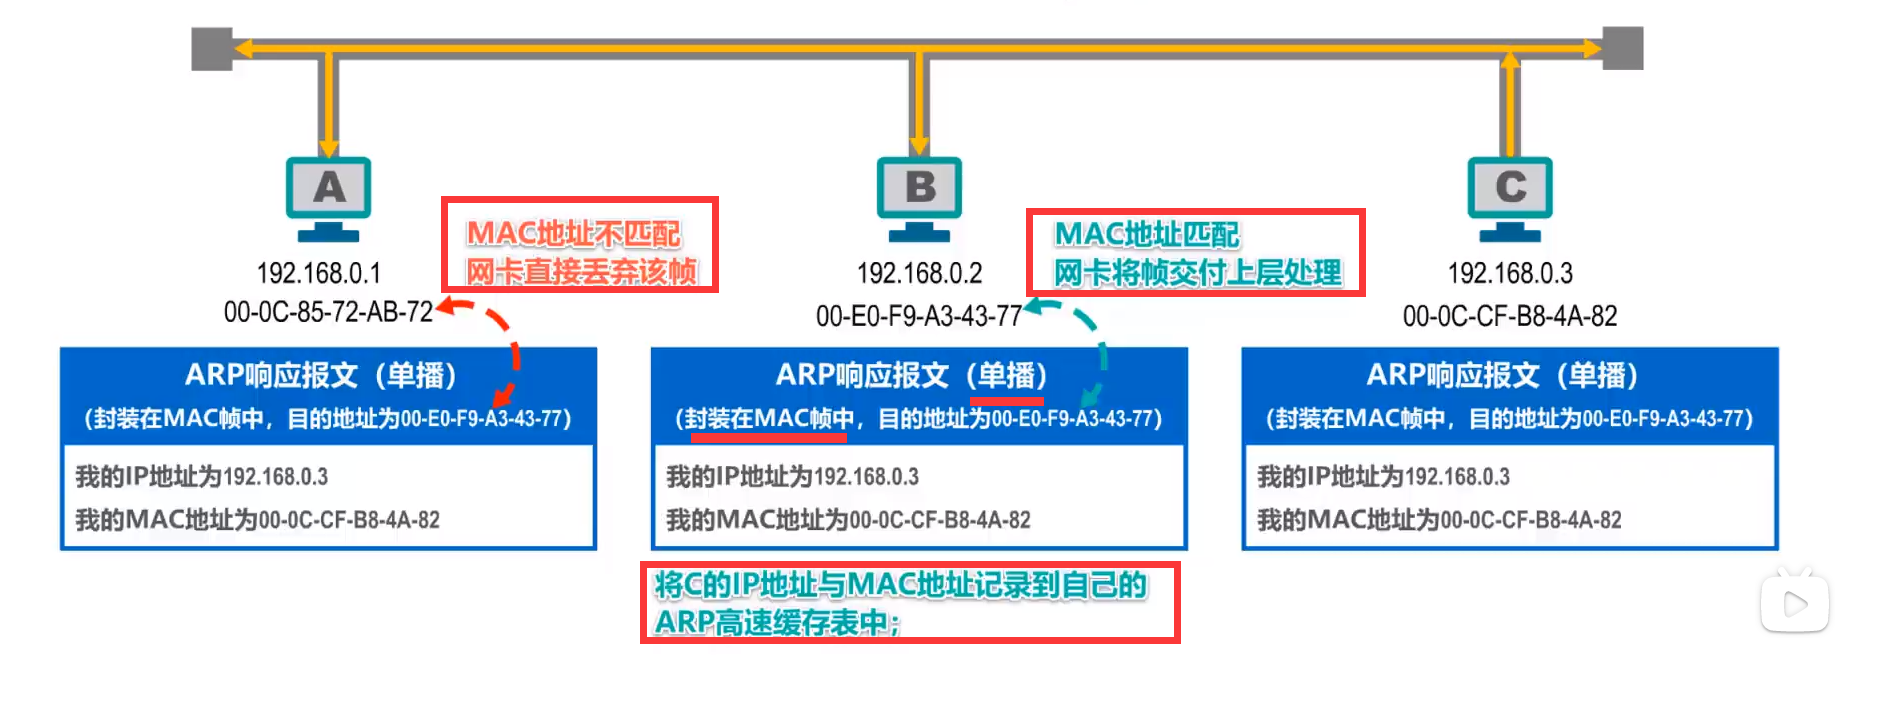 A
B
C
MAC地址不匹配
网卡直接丢弃该帧
MAC地址匹配
网卡将帧交付上层处理
192.168.0.1
00-0C-85-72-AB-72
192.168.0.2
00-E0-F9-A3-43-77
192.168.0.3
00-0C-CF-B8-4A-82
ARP响应报文（单播）
（封装在MAC帧中，目的地址为00-E0-F9-A3-43-77）
我的IP地址为192.168.0.3
我的MAC地址为00-0C-CF-B8-4A-82
ARP响应报文（单播）
（封装在MAC帧中，目的地址为00-E0-F9-A3-43-77）
我的IP地址为192.168.0.3
我的MAC地址为00-0C-CF-B8-4A-82
ARP响应报文（单播）
（封装在MAC帧中，目的地址为00-E0-F9-A3-43-77）
我的IP地址为192.168.0.3
我的MAC地址为00-0C-CF-B8-4A-82
将C的IP地址与MAC地址记录到自己的
ARP高速缓存表中；